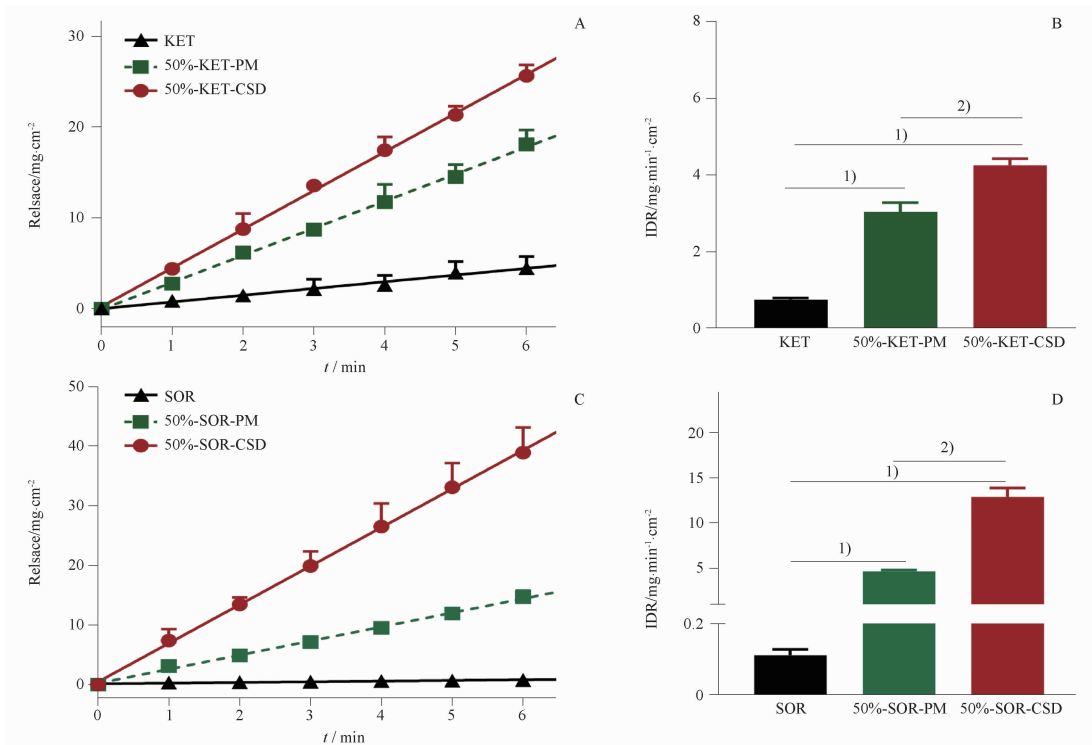 A
30
20
10
0
Relsace/mg·cm-2
KET
50%-KET-PM
50%-KET-CSD
0 1 2 3 4 5 6
t / min
B
8
6
4
2
0
IDR/mg·min-1·cm-2
2)
1)
1)
KET 50%-KET-PM 50%-KET-CSD
C
50
40
30
20
10
0
Relsace/mg·cm-2
SOR
50%-SOR-PM
50%-SOR-CSD
0 1 2 3 4 5 6
t / min
D
20
15
10
5
0.2
0
IDR/mg·min-1·cm-2
2)
1)
1)
SOR 50%-SOR-PM 50%-SOR-CSD